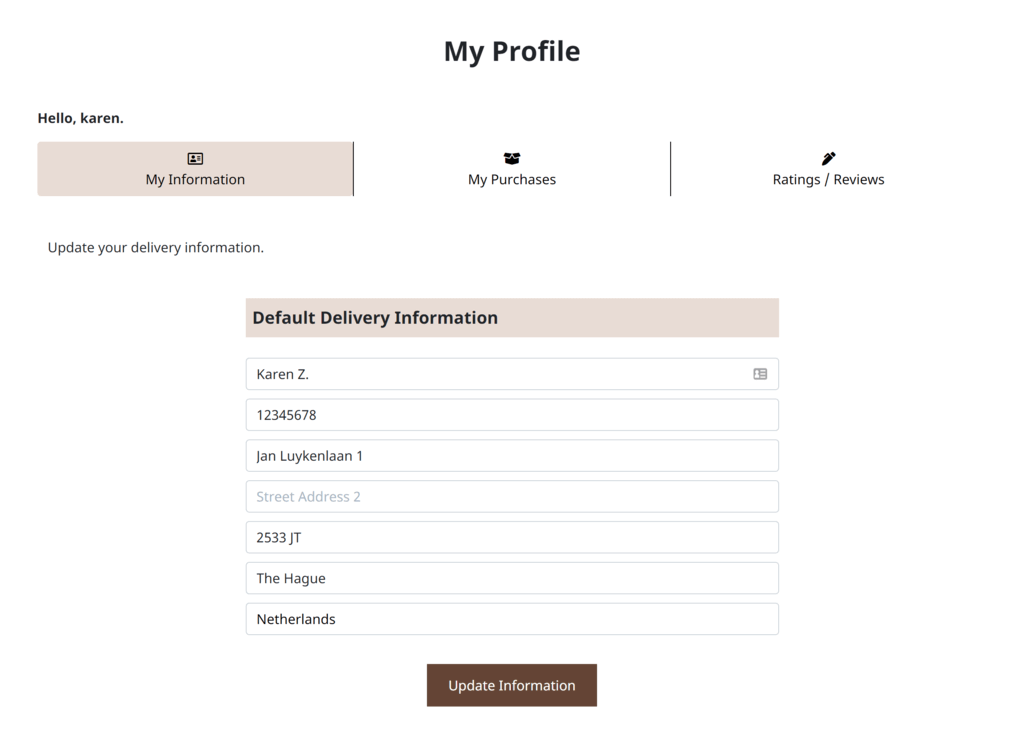 My Profile
Hello, karen.
My Information
My Purchases
Ratings / Reviews
Update your delivery information.
Default Delivery Information
Karen Z.
12345678
Jan Luykenlaan 1
Street Address 2
2533 JT
The Hague
Netherlands
Update Information